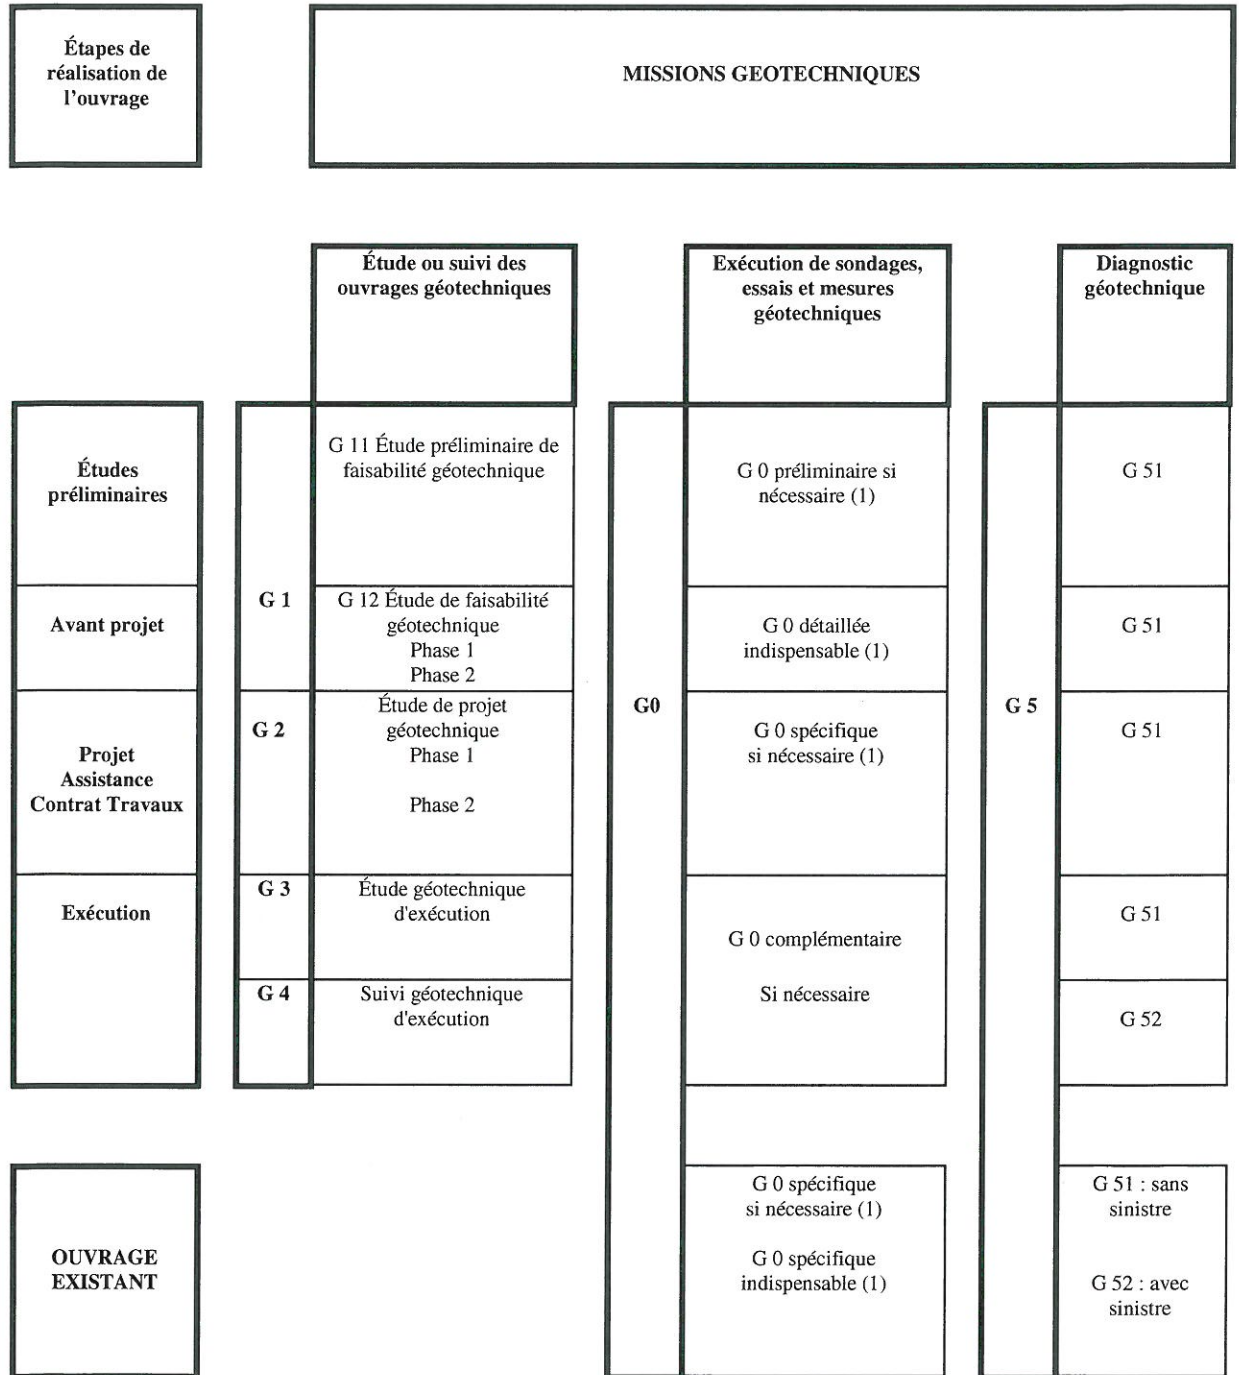 Étapes de
réalisation de
l'ouvrage
MISSIONS GEOTECHNIQUES
Étude ou suivi des
ouvrages géotechniques
Exécution de sondages,
essais et mesures
géotechniques
Diagnostic
géotechnique
Études
préliminaires
G 11 Étude préliminaire de
faisabilité géotechnique
G 0 préliminaire si
nécessaire (1)
G 51
Avant projet
G 1
G 12 Étude de faisabilité
géotechnique
Phase 1
Phase 2
G 0 détaillée
indispensable (1)
G 51
Projet
Assistance
Contrat Travaux
G 2
Étude de projet
géotechnique
Phase 1
Phase 2
G0
G 0 spécifique
si nécessaire (1)
G 5
G 51
Exécution
G 3
Étude géotechnique
d'exécution
G 0 complémentaire
Si nécessaire
G 51
G 4
Suivi géotechnique
d'exécution
G 52
OUVRAGE
EXISTANT
G 0 spécifique
si nécessaire (1)
G 0 spécifique
indispensable (1)
G 51 : sans
sinistre
G 52 : avec
sinistre